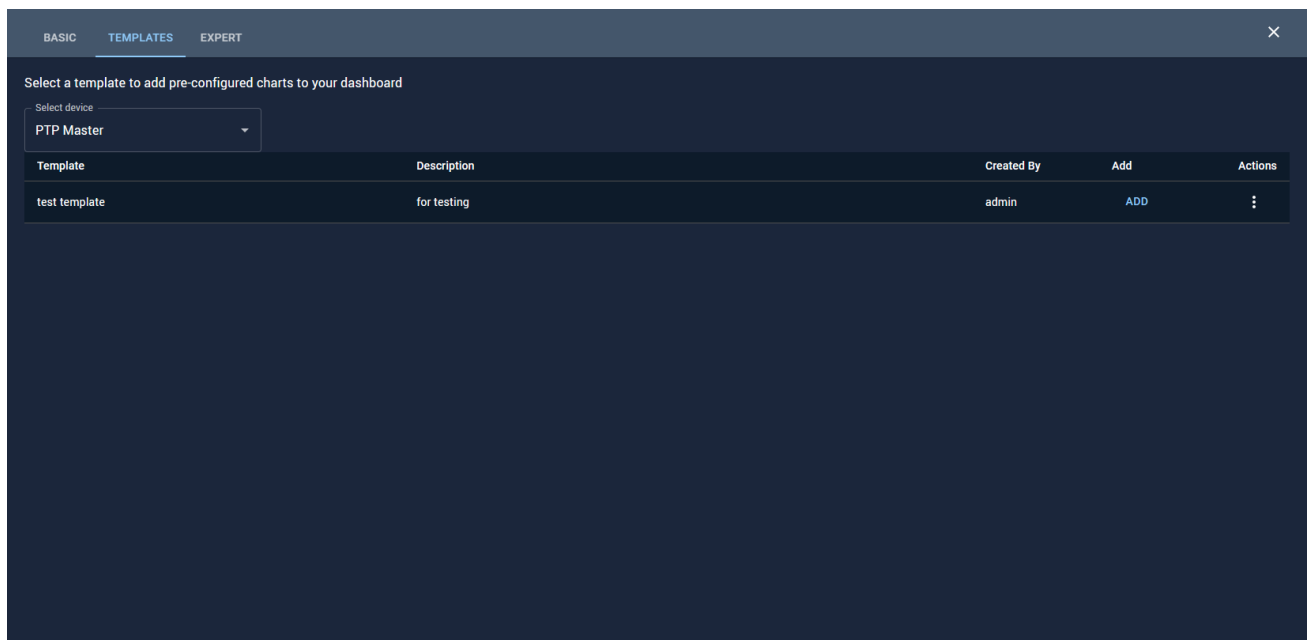 BASIC TEMPLATES EXPERT
Select a template to add pre-configured charts to your dashboard
Select device
PTP Master
Template Description Created By Add Actions
test template for testing admin ADD